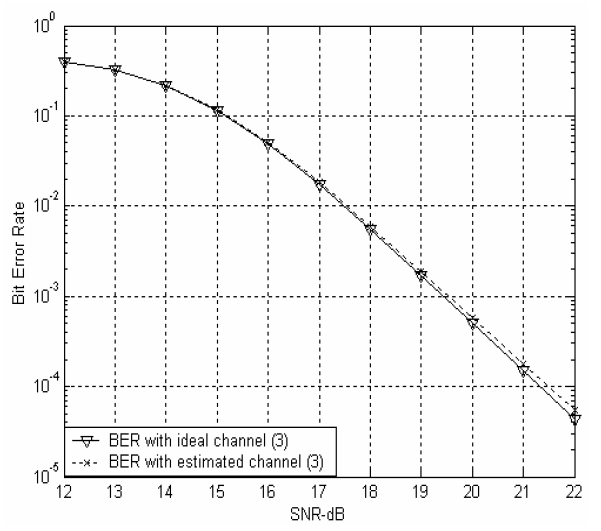 10^0
10^-1
10^-2
10^-3
10^-4
10^-5
Bit Error Rate
BER with ideal channel (3)
BER with estimated channel (3)
12 13 14 15 16 17 18 19 20 21 22
SNR-dB